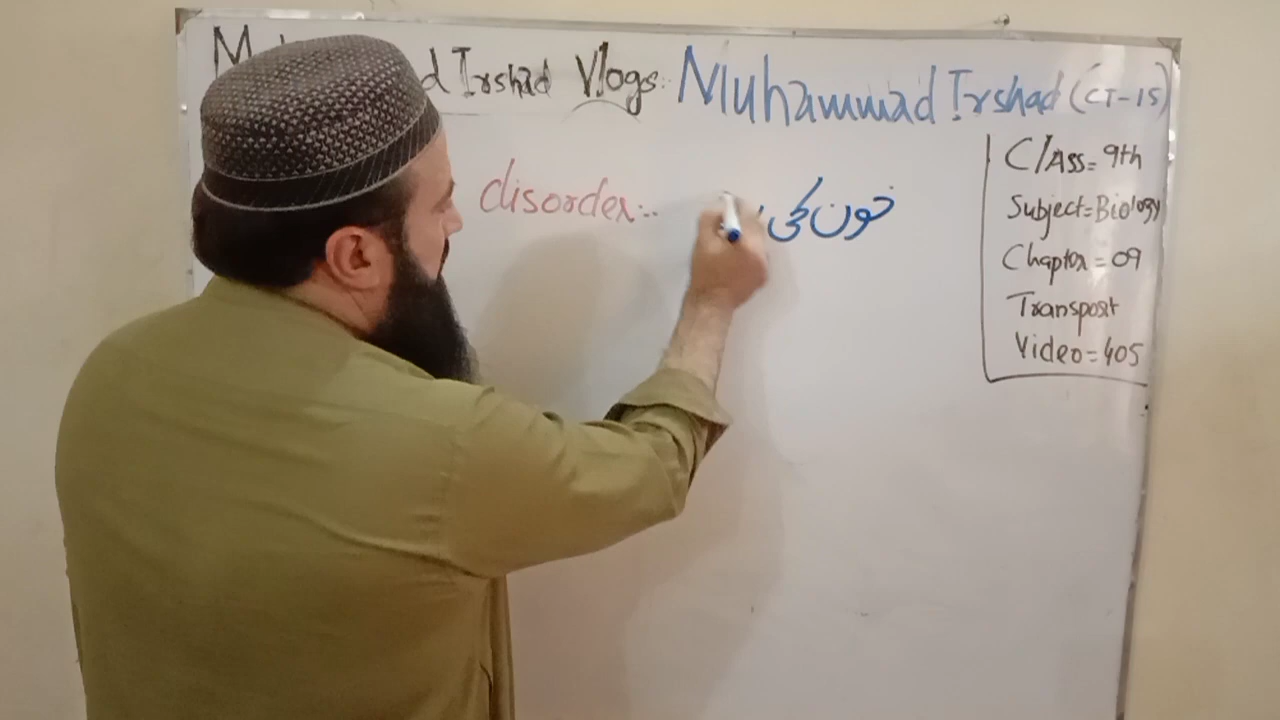 Irshad Vlogs:
Muhammad Irshad (CT-15)
disorder:-
خون کی
Class = 9th
Subject = Biology
Chapter = 09
Transport
Video = 405